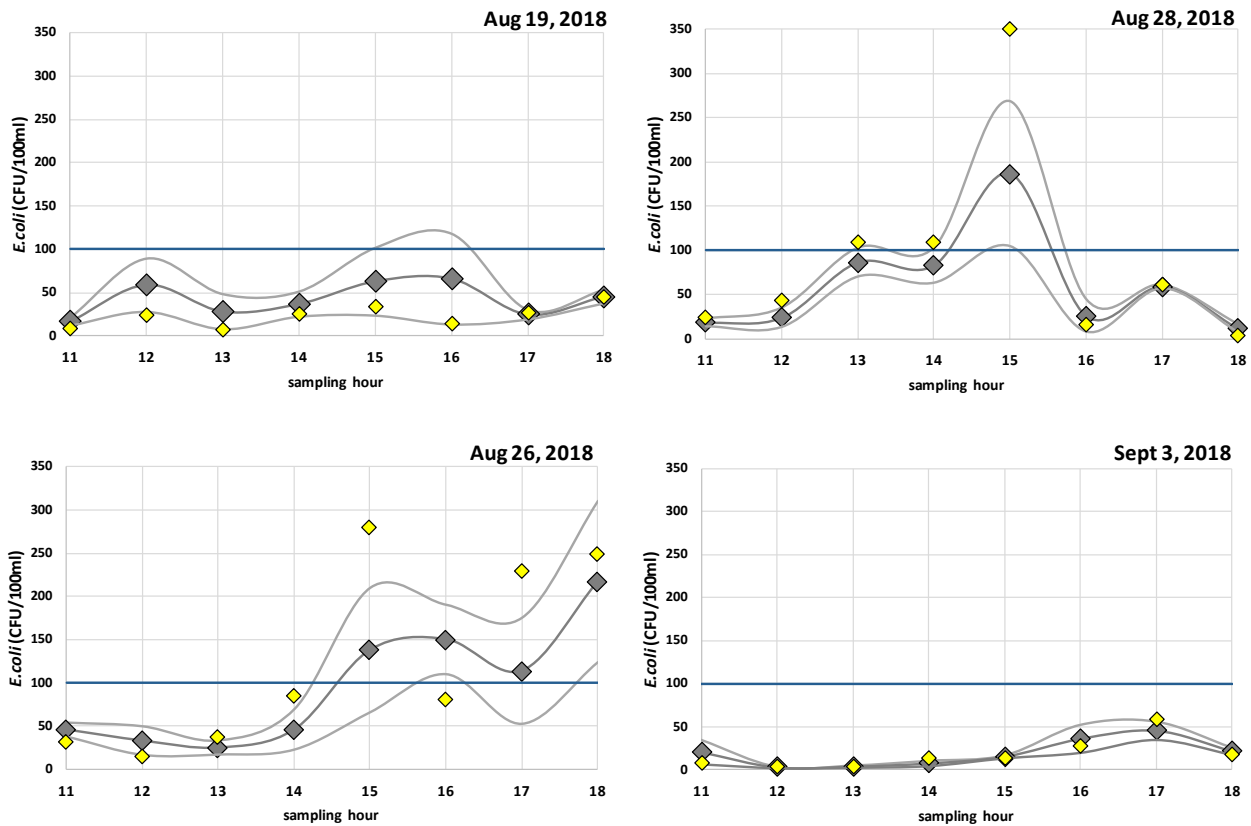 Aug 19, 2018
350
300
250
200
150
100
50
0
E.coli (CFU/100ml)
11 12 13 14 15 16 17 18
sampling hour
Aug 28, 2018
350
300
250
200
150
100
50
0
E.coli (CFU/100ml)
11 12 13 14 15 16 17 18
sampling hour
Aug 26, 2018
350
300
250
200
150
100
50
0
E.coli (CFU/100ml)
11 12 13 14 15 16 17 18
sampling hour
Sept 3, 2018
350
300
250
200
150
100
50
0
E.coli (CFU/100ml)
11 12 13 14 15 16 17 18
sampling hour